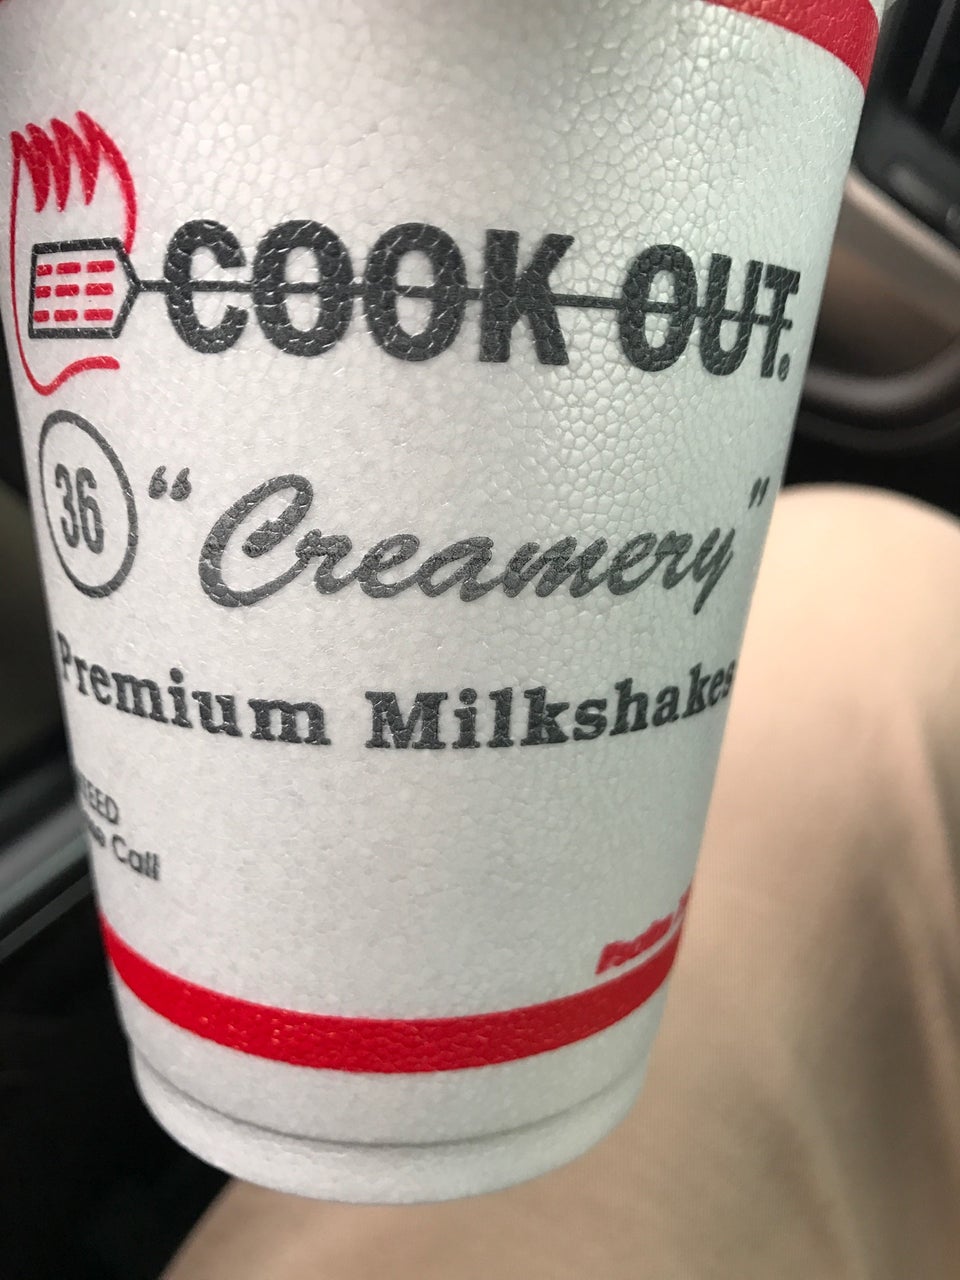 COOK OUT.
36 “Creamery”
Premium Milkshakes
Call